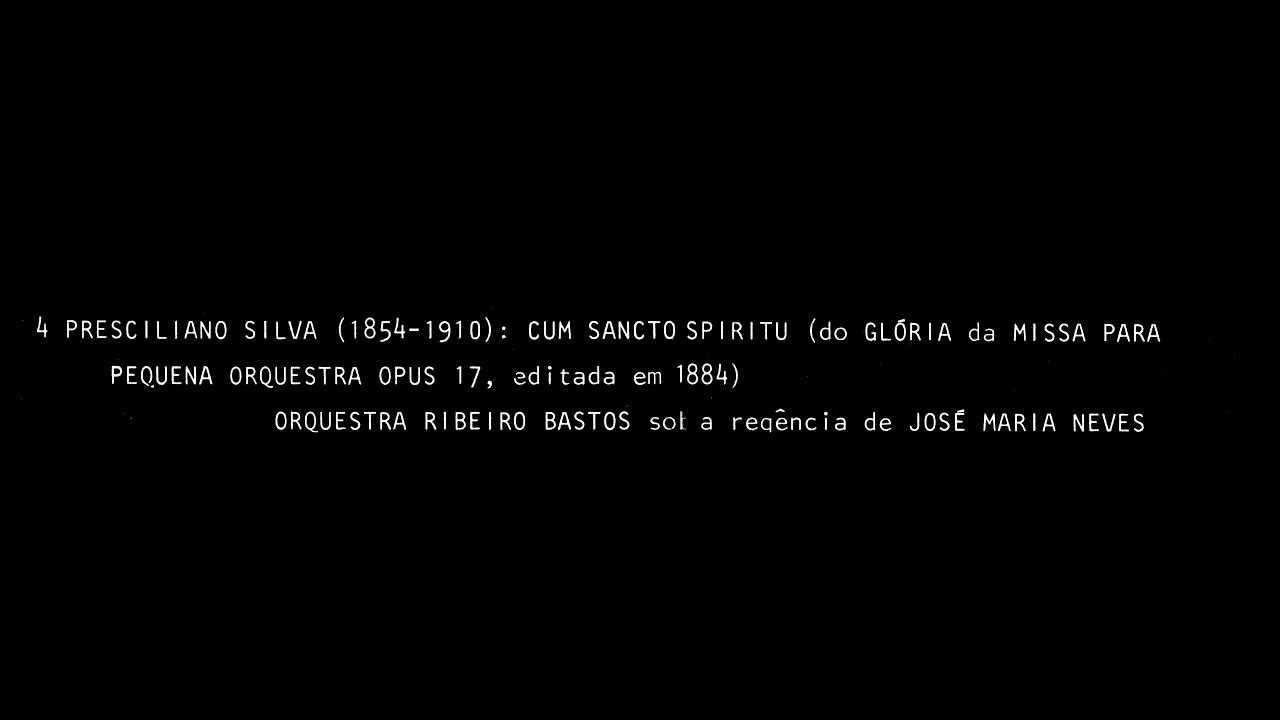 4 PRESCILIANO SILVA (1854-1910): CUM SANCTO SPIRITU (do GLÓRIA da MISSA PARA
PEQUENA ORQUESTRA OPUS 17, editada em 1884)
ORQUESTRA RIBEIRO BASTOS sob a regência de JOSÉ MARIA NEVES